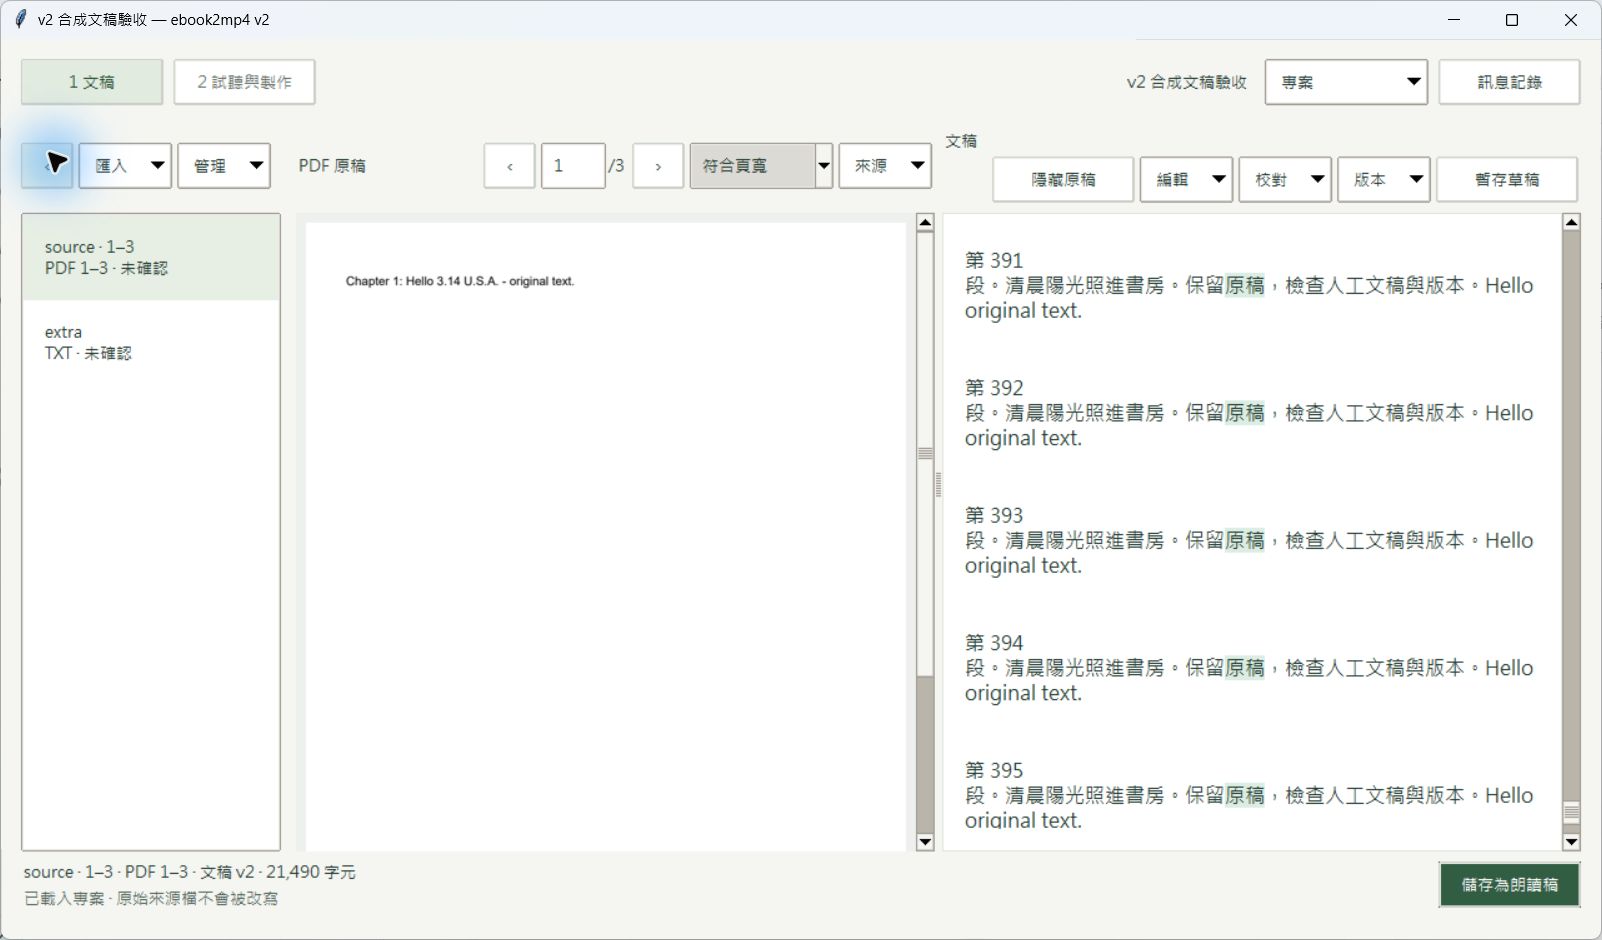 v2 合成文稿驗收 — ebook2mp4 v2
1 文稿
2 試聽與製作
v2 合成文稿驗收
專案
訊息記錄
匯入
管理
PDF 原稿
‹
1
/3
›
符合頁寬
來源
文稿
隱藏原稿
編輯
校對
版本
暫存草稿
source · 1–3
PDF 1–3 · 未確認
extra
TXT · 未確認
Chapter 1: Hello 3.14 U.S.A. - original text.
第 391
段。清晨陽光照進書房。保留原稿，檢查人工文稿與版本。Hello
original text.
第 392
段。清晨陽光照進書房。保留原稿，檢查人工文稿與版本。Hello
original text.
第 393
段。清晨陽光照進書房。保留原稿，檢查人工文稿與版本。Hello
original text.
第 394
段。清晨陽光照進書房。保留原稿，檢查人工文稿與版本。Hello
original text.
第 395
段。清晨陽光照進書房。保留原稿，檢查人工文稿與版本。Hello
original text.
source · 1–3 · PDF 1–3 · 文稿 v2 · 21,490 字元
已載入專案 · 原始來源檔不會被改寫
儲存為朗讀稿